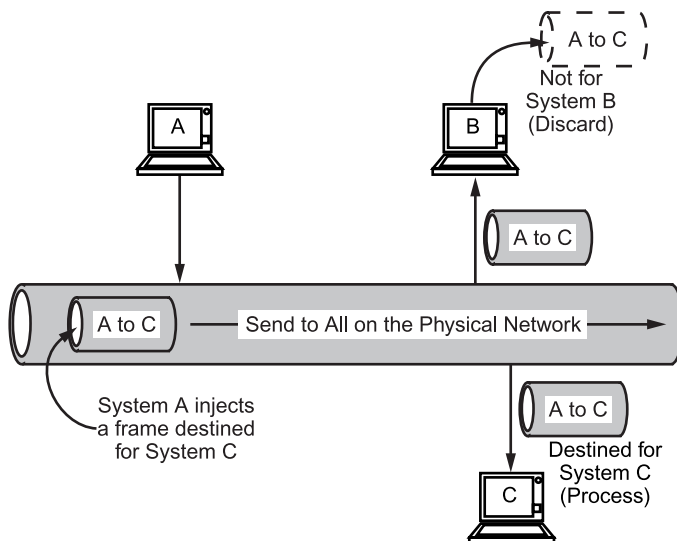 A to C
Not for
System B
(Discard)
A
B
A to C
A to C
Send to All on the Physical Network
System A injects
a frame destined
for System C
A to C
Destined for
System C
(Process)
C